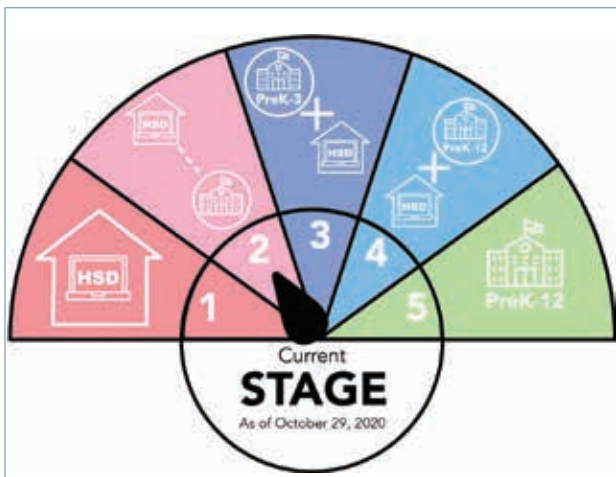 PreK-3
HSD
HSD
PreK-12
HSD
HSD
1
2
3
4
5
PreK-12
Current
STAGE
As of October 29, 2020